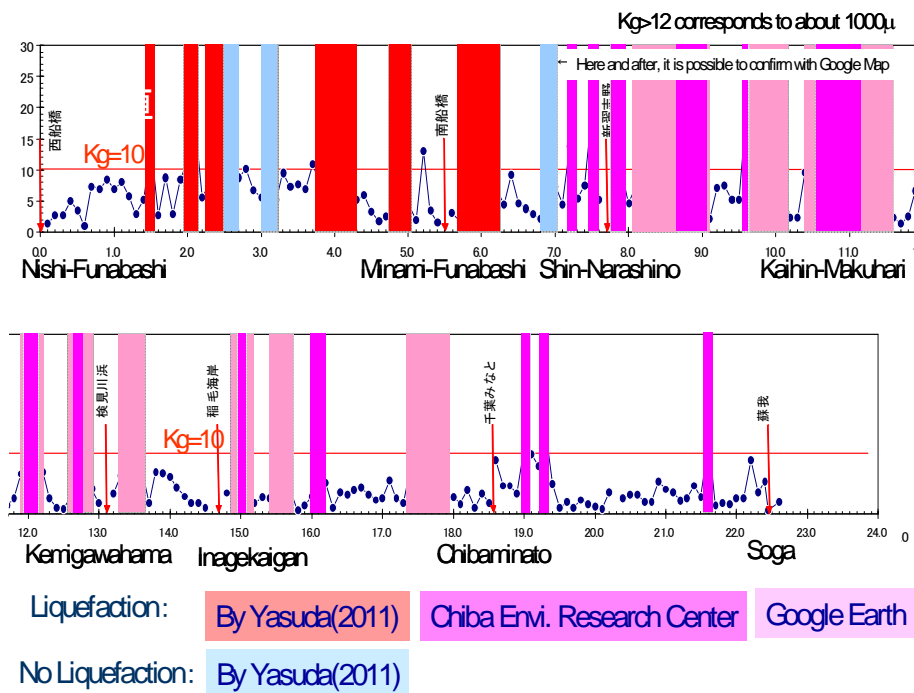 Kg>12 corresponds to about 1000μ
30
← Here and after, it is possible to confirm with Google Map
25
20
西船橋
南船橋
新習志野
15
Kg=10
10
5
0
0.0 1.0 2.0 3.0 4.0 5.0 6.0 7.0 8.0 9.0 10.0 11.0
Nishi-Funabashi Minami-Funabashi Shin-Narashino Kaihin-Makuhari
検見川浜
稲毛海岸
千葉みなと
蘇我
Kg=10
12.0 13.0 14.0 15.0 16.0 17.0 18.0 19.0 20.0 21.0 22.0 23.0 24.0 0
Kemigawahama Inagekaigan Chibaminato Soga
Liquefaction: By Yasuda(2011) Chiba Envi. Research Center Google Earth
No Liquefaction: By Yasuda(2011)